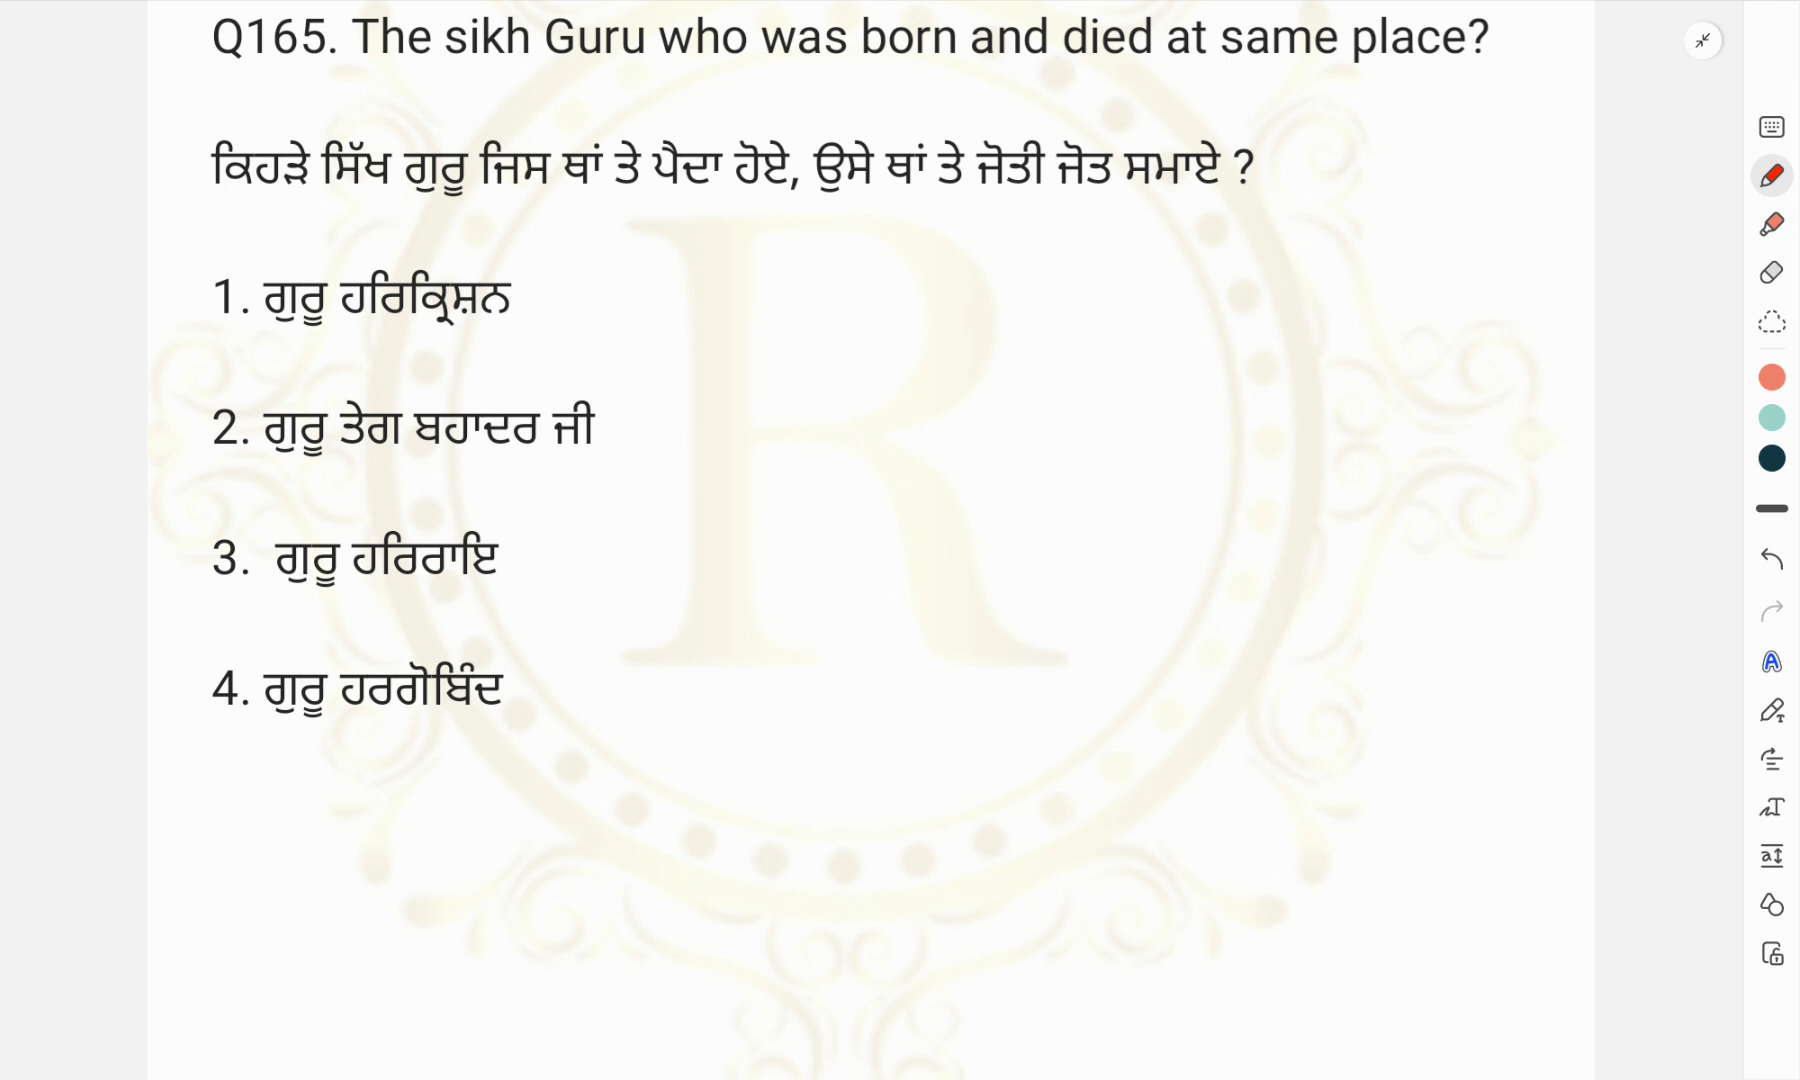 Q165. The sikh Guru who was born and died at same place?
ਕਿਹੜੇ ਸਿੱਖ ਗੁਰੂ ਜਿਸ ਥਾਂ ਤੇ ਪੈਦਾ ਹੋਏ, ਉਸੇ ਥਾਂ ਤੇ ਜੋਤੀ ਜੋਤ ਸਮਾਏ ?
1. ਗੁਰੂ ਹਰਿਕ੍ਰਿਸ਼ਨ
2. ਗੁਰੂ ਤੇਗ ਬਹਾਦਰ ਜੀ
3. ਗੁਰੂ ਹਰਿਰਾਇ
4. ਗੁਰੂ ਹਰਗੋਬਿੰਦ
R